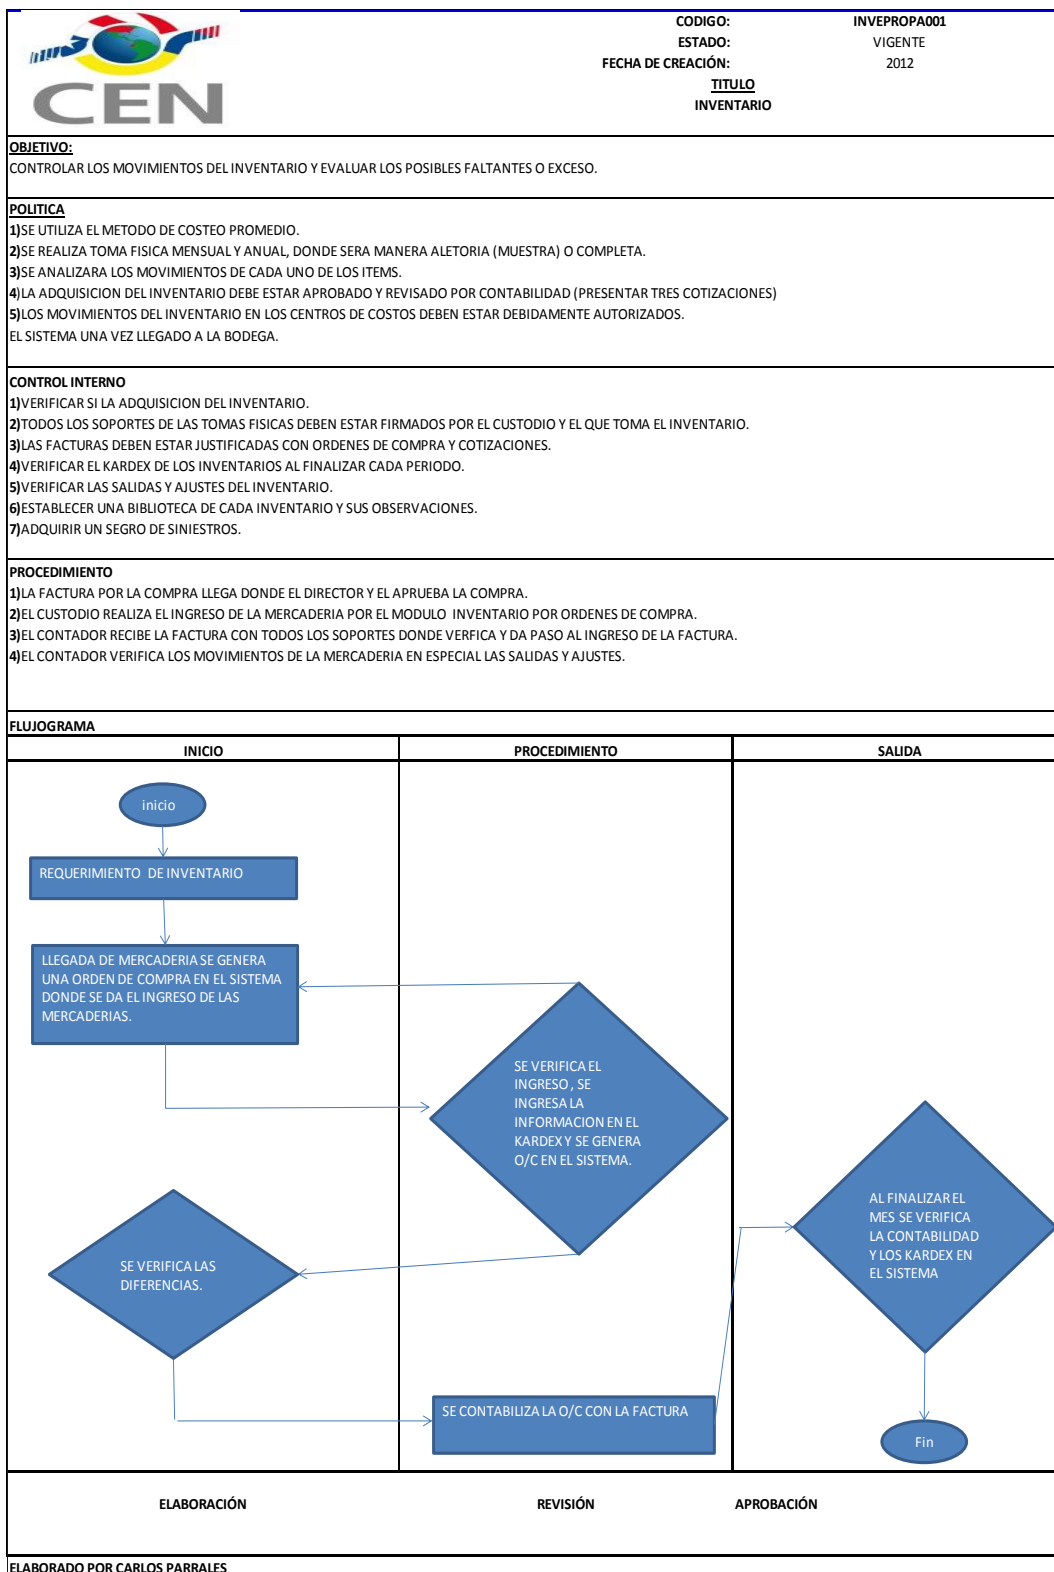 CEN
CODIGO: INVEPROPA001
ESTADO: VIGENTE
FECHA DE CREACIÓN: 2012
TITULO
INVENTARIO
OBJETIVO:
CONTROLAR LOS MOVIMIENTOS DEL INVENTARIO Y EVALUAR LOS POSIBLES FALTANTES O EXCESO.
POLITICA
1)SE UTILIZA EL METODO DE COSTEO PROMEDIO.
2)SE REALIZA TOMA FISICA MENSUAL Y ANUAL, DONDE SERA MANERA ALETORIA (MUESTRA) O COMPLETA.
3)SE ANALIZARA LOS MOVIMIENTOS DE CADA UNO DE LOS ITEMS.
4)LA ADQUISICION DEL INVENTARIO DEBE ESTAR APROBADO Y REVISADO POR CONTABILIDAD (PRESENTAR TRES COTIZACIONES)
5)LOS MOVIMIENTOS DEL INVENTARIO EN LOS CENTROS DE COSTOS DEBEN ESTAR DEBIDAMENTE AUTORIZADOS.
EL SISTEMA UNA VEZ LLEGADO A LA BODEGA.
CONTROL INTERNO
1)VERIFICAR SI LA ADQUISICION DEL INVENTARIO.
2)TODOS LOS SOPORTES DE LAS TOMAS FISICAS DEBEN ESTAR FIRMADOS POR EL CUSTODIO Y EL QUE TOMA EL INVENTARIO.
3)LAS FACTURAS DEBEN ESTAR JUSTIFICADAS CON ORDENES DE COMPRA Y COTIZACIONES.
4)VERIFICAR EL KARDEX DE LOS INVENTARIOS AL FINALIZAR CADA PERIODO.
5)VERIFICAR LAS SALIDAS Y AJUSTES DEL INVENTARIO.
6)ESTABLECER UNA BIBLIOTECA DE CADA INVENTARIO Y SUS OBSERVACIONES.
7)ADQUIRIR UN SEGRO DE SINIESTROS.
PROCEDIMIENTO
1)LA FACTURA POR LA COMPRA LLEGA DONDE EL DIRECTOR Y EL APRUEBA LA COMPRA.
2)EL CUSTODIO REALIZA EL INGRESO DE LA MERCADERIA POR EL MODULO INVENTARIO POR ORDENES DE COMPRA.
3)EL CONTADOR RECIBE LA FACTURA CON TODOS LOS SOPORTES DONDE VERFICA Y DA PASO AL INGRESO DE LA FACTURA.
4)EL CONTADOR VERIFICA LOS MOVIMIENTOS DE LA MERCADERIA EN ESPECIAL LAS SALIDAS Y AJUSTES.
FLUJOGRAMA
INICIO PROCEDIMIENTO SALIDA
inicio
REQUERIMIENTO DE INVENTARIO
LLEGADA DE MERCADERIA SE GENERA
UNA ORDEN DE COMPRA EN EL SISTEMA
DONDE SE DA EL INGRESO DE LAS
MERCADERIAS.
SE VERIFICA EL
INGRESO , SE
INGRESA LA
INFORMACION EN EL
KARDEX Y SE GENERA
O/C EN EL SISTEMA.
SE VERIFICA LAS
DIFERENCIAS.
SE CONTABILIZA LA O/C CON LA FACTURA
AL FINALIZAR EL
MES SE VERIFICA
LA CONTABILIDAD
Y LOS KARDEX EN
EL SISTEMA
Fin
ELABORACIÓN REVISIÓN APROBACIÓN
ELABORADO POR CARLOS PARRALES